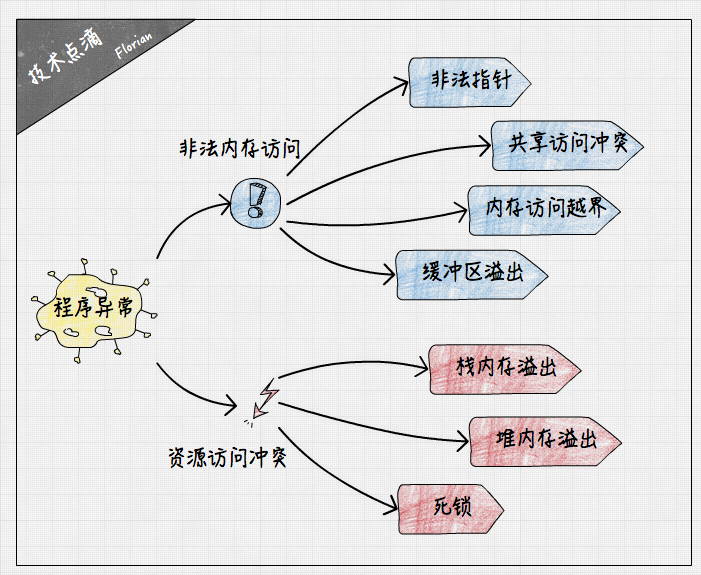 技术点滴
Florian
非法指针
共享访问冲突
非法内存访问
内存访问越界
缓冲区溢出
程序异常
栈内存溢出
堆内存溢出
资源访问冲突
死锁